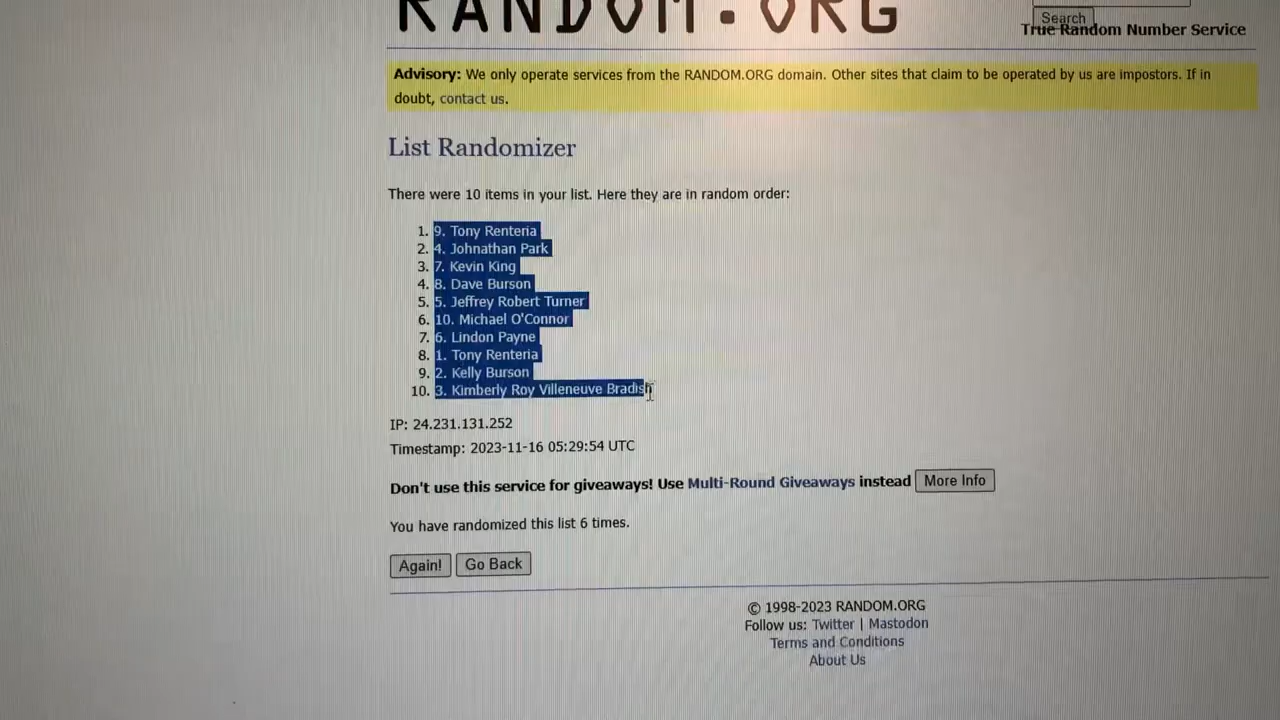 RANDOM.ORG
Search
True Random Number Service
Advisory: We only operate services from the RANDOM.ORG domain. Other sites that claim to be operated by us are impostors. If in
doubt, contact us.
List Randomizer
There were 10 items in your list. Here they are in random order:
1. 9. Tony Renteria
2. 4. Johnathan Park
3. 7. Kevin King
4. 8. Dave Burson
5. 5. Jeffrey Robert Turner
6. 10. Michael O'Connor
7. 6. Lindon Payne
8. 1. Tony Renteria
9. 2. Kelly Burson
10. 3. Kimberly Roy Villeneuve Bradish
IP: 24.231.131.252
Timestamp: 2023-11-16 05:29:54 UTC
Don't use this service for giveaways! Use Multi-Round Giveaways instead More Info
You have randomized this list 6 times.
Again! Go Back
© 1998-2023 RANDOM.ORG
Follow us: Twitter | Mastodon
Terms and Conditions
About Us